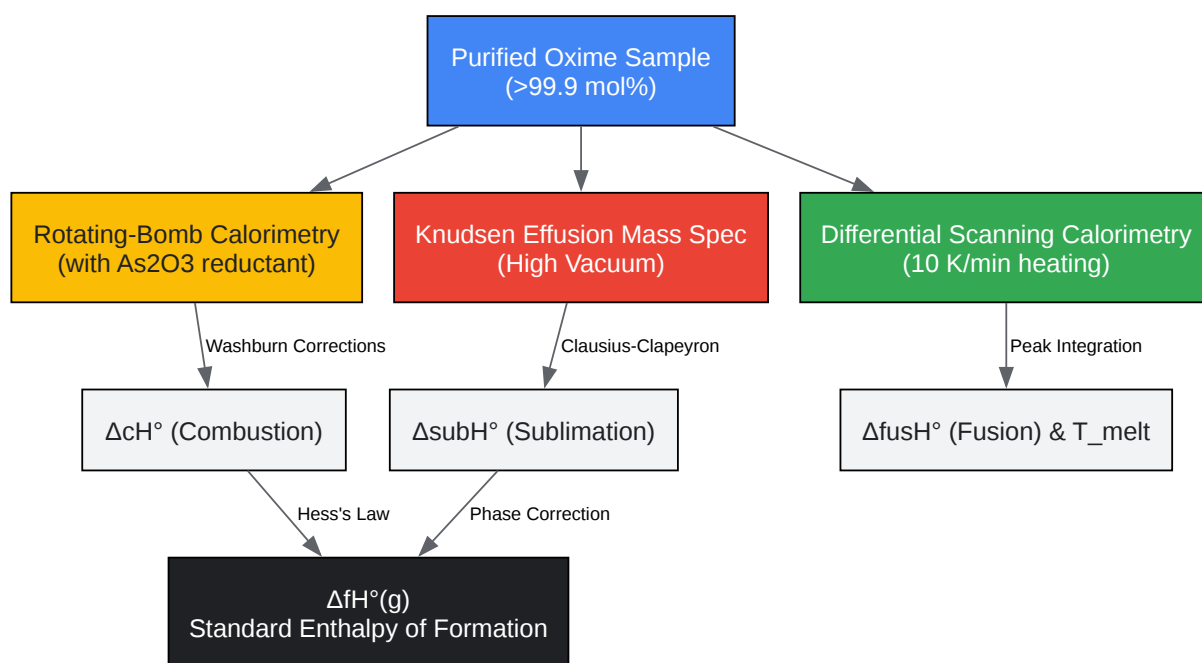 Purified Oxime Sample
(>99.9 mol%)
Rotating-Bomb Calorimetry
(with As2O3 reductant)
Knudsen Effusion Mass Spec
(High Vacuum)
Differential Scanning Calorimetry
(10 K/min heating)
Washburn Corrections
Clausius-Clapeyron
Peak Integration
ΔcH° (Combustion)
ΔsubH° (Sublimation)
ΔfusH° (Fusion) & T_melt
Hess's Law
Phase Correction
ΔfH°(g)
Standard Enthalpy of Formation